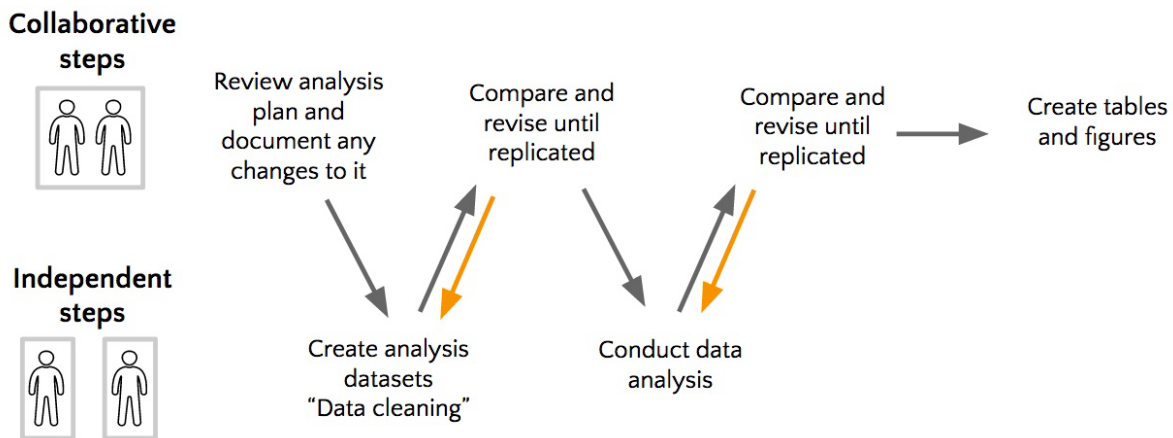 Collaborative
steps
Review analysis
plan and
document any
changes to it
Compare and
revise until
replicated
Compare and
revise until
replicated
Create tables
and figures
Independent
steps
Create analysis
datasets
“Data cleaning”
Conduct data
analysis